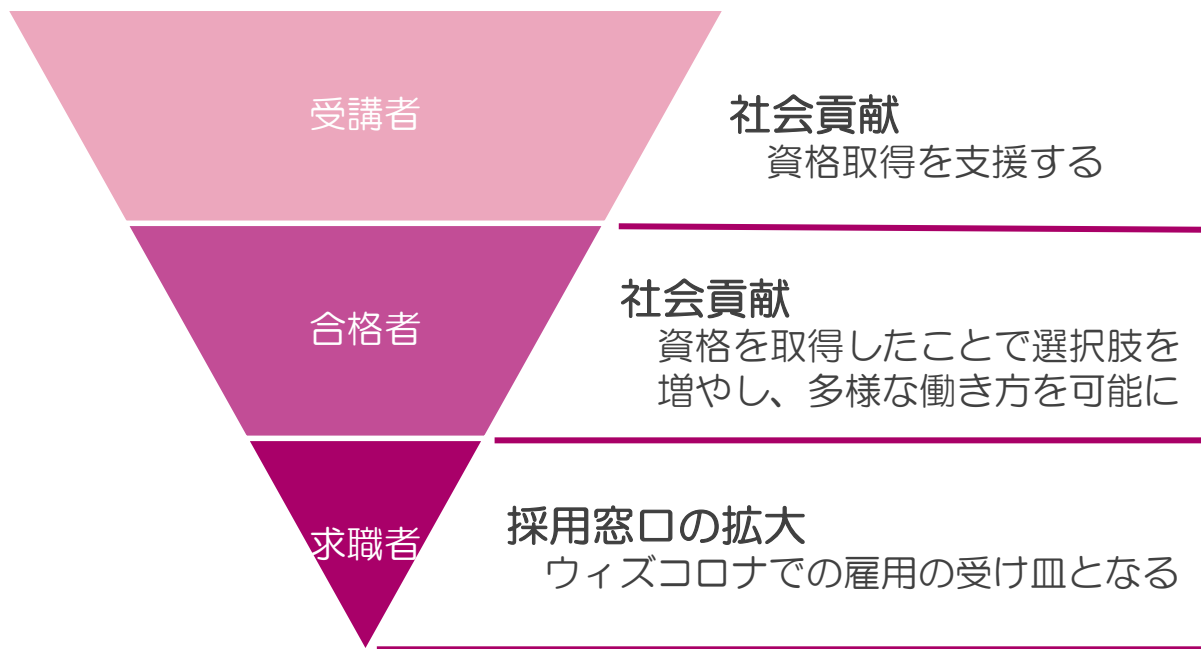 受講者
社会貢献
資格取得を支援する
合格者
社会貢献
資格を取得したことで選択肢を
増やし、多様な働き方を可能に
求職者
採用窓口の拡大
ウィズコロナでの雇用の受け皿となる